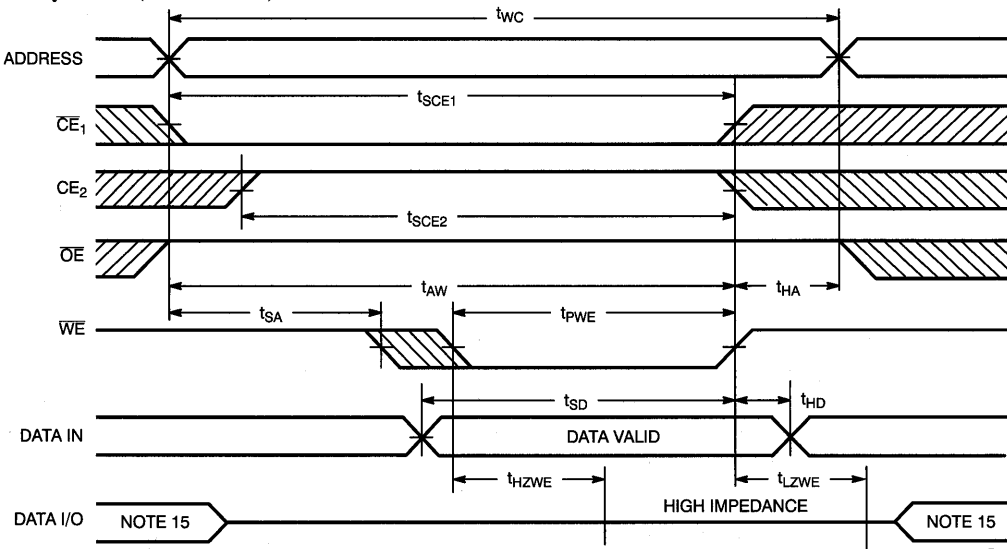 tWC
ADDRESS
tSCE1
CE1
CE2
tSCE2
OE
tAW
tHA
tSA
tPWE
WE
tSD
tHD
DATA IN
DATA VALID
tHZWE
tLZWE
HIGH IMPEDANCE
DATA I/O
NOTE 15
NOTE 15